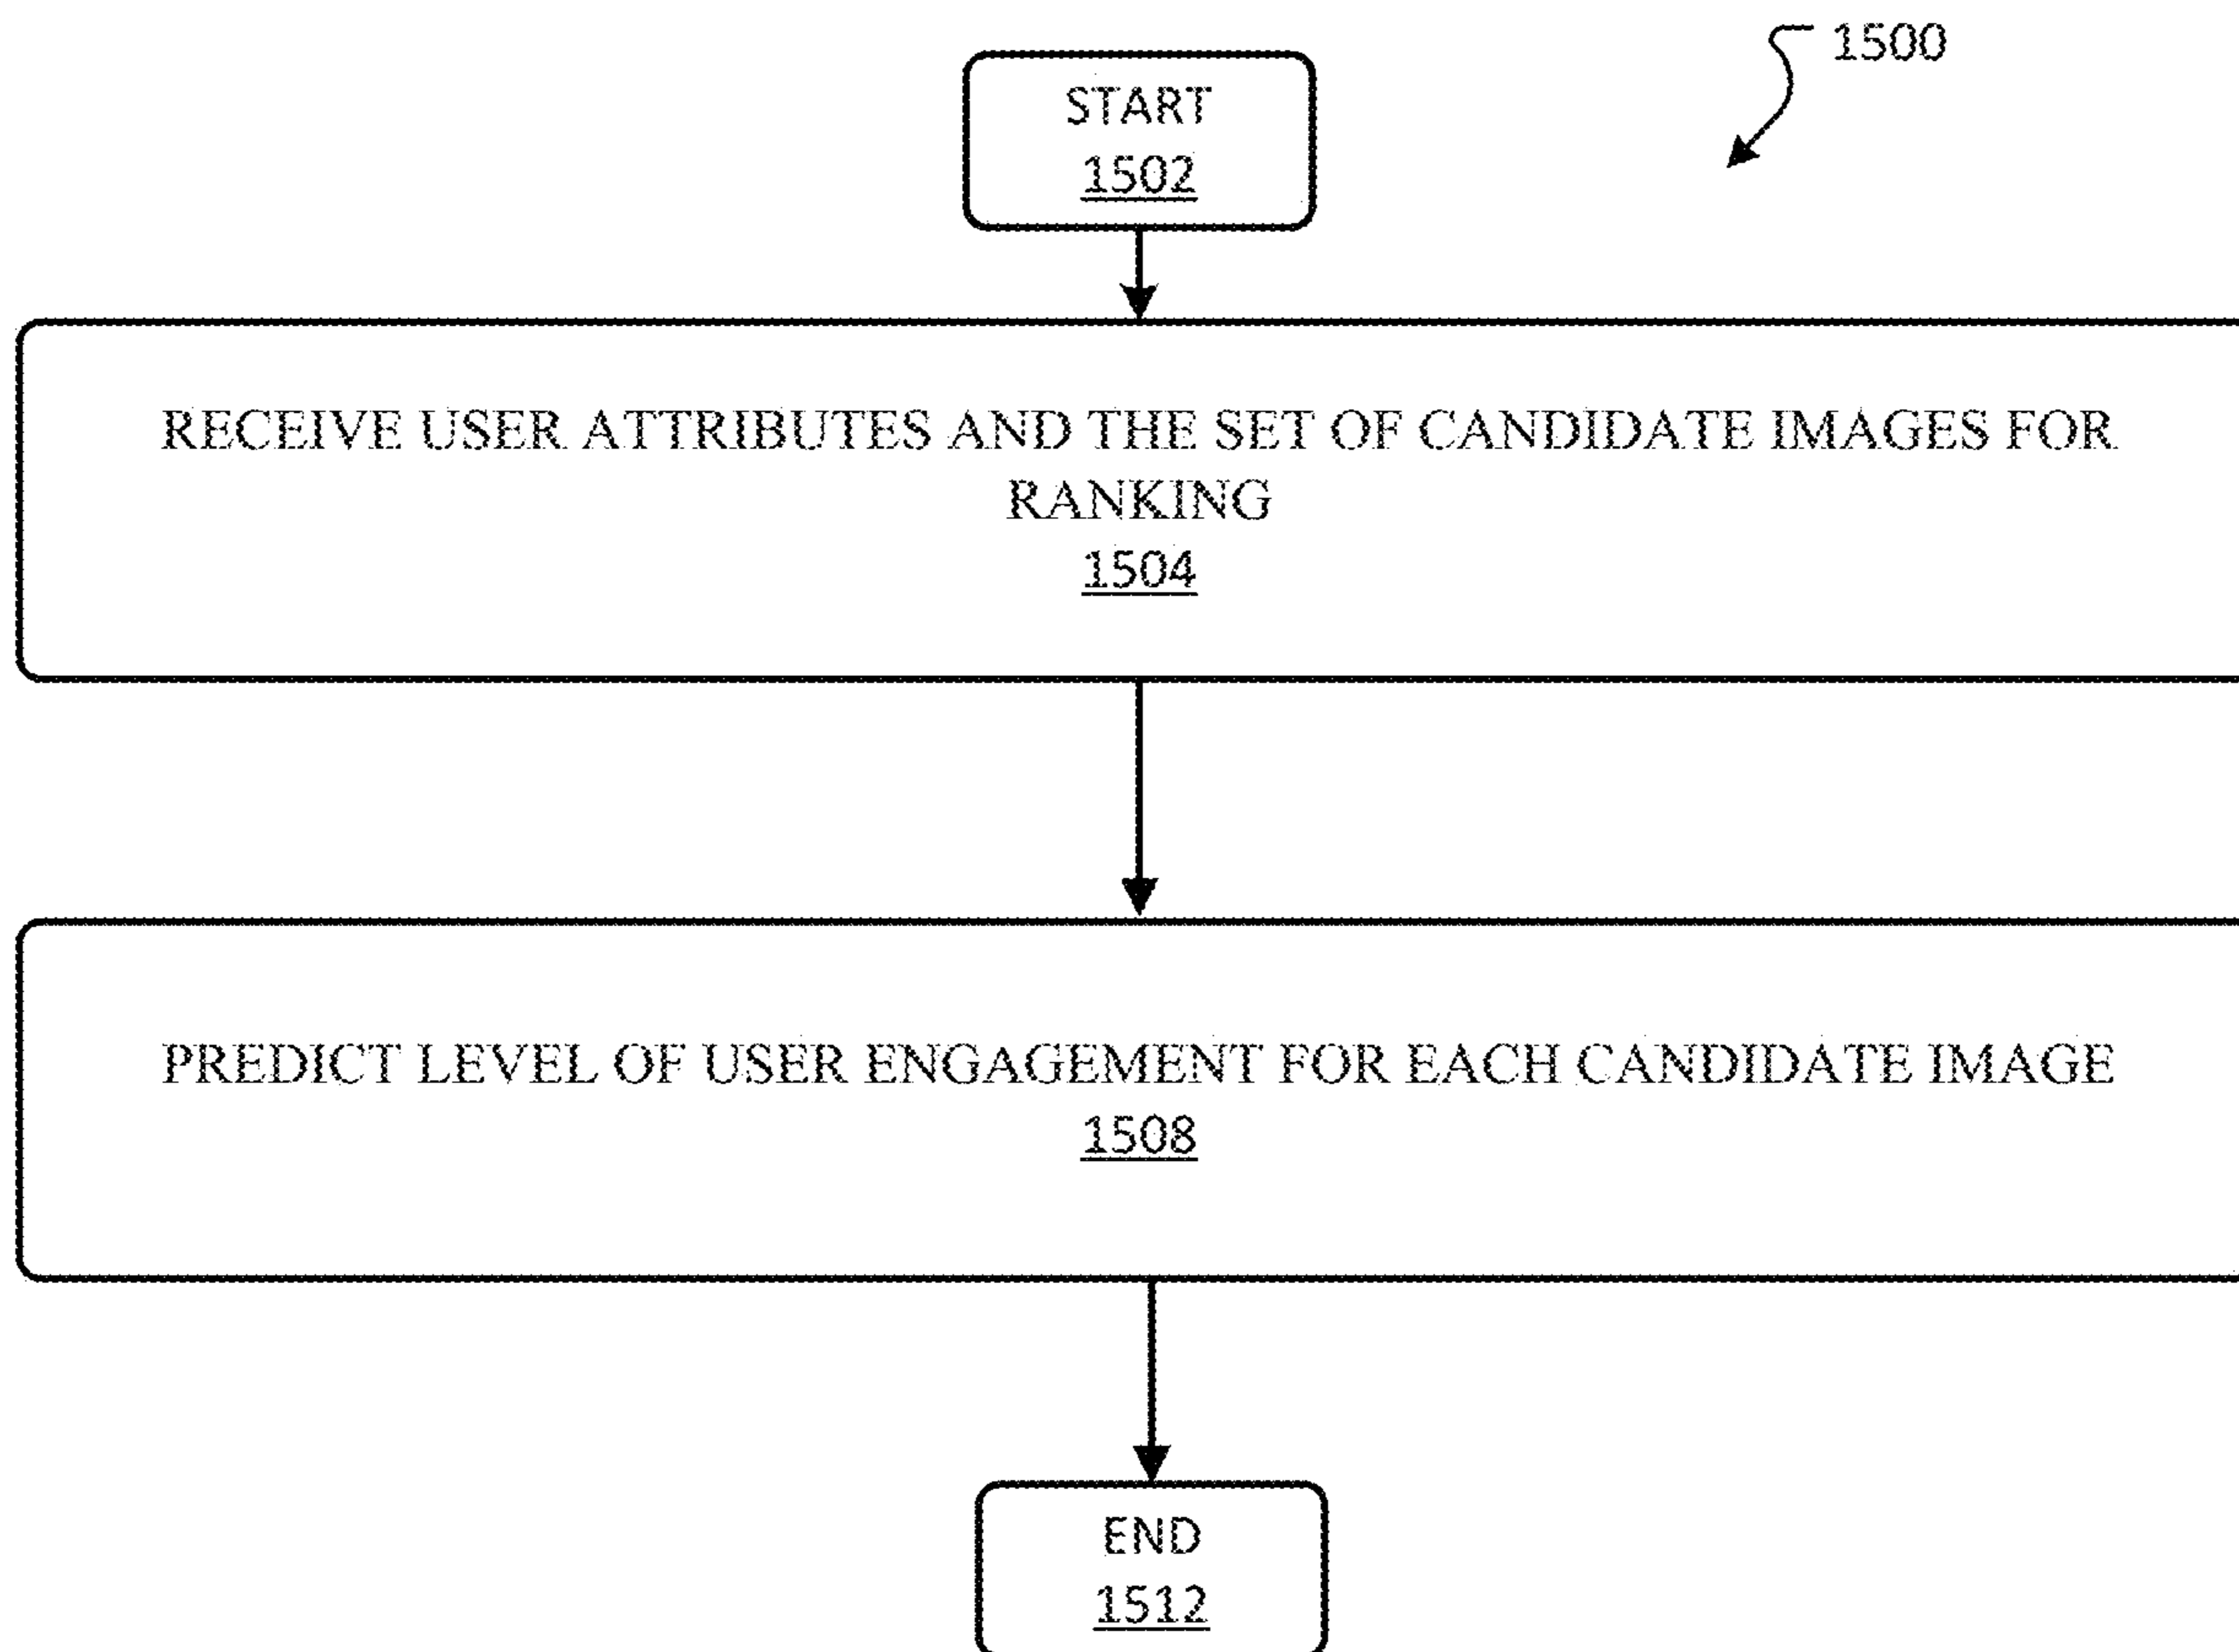 1500
START
1502
RECEIVE USER ATTRIBUTES AND THE SET OF CANDIDATE IMAGES FOR
RANKING
1504
PREDICT LEVEL OF USER ENGAGEMENT FOR EACH CANDIDATE IMAGE
1508
END
1512